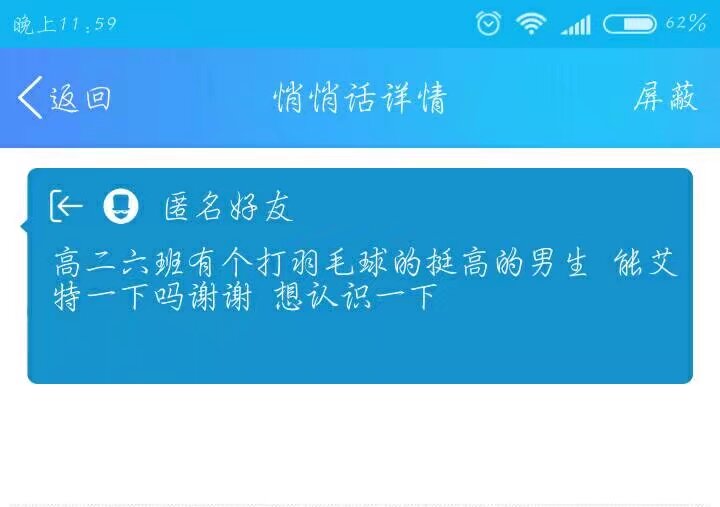 晚上11:59 62%
返回 悄悄话详情 屏蔽
匿名好友
高二六班有个打羽毛球的挺高的男生 能艾
特一下吗谢谢 想认识一下